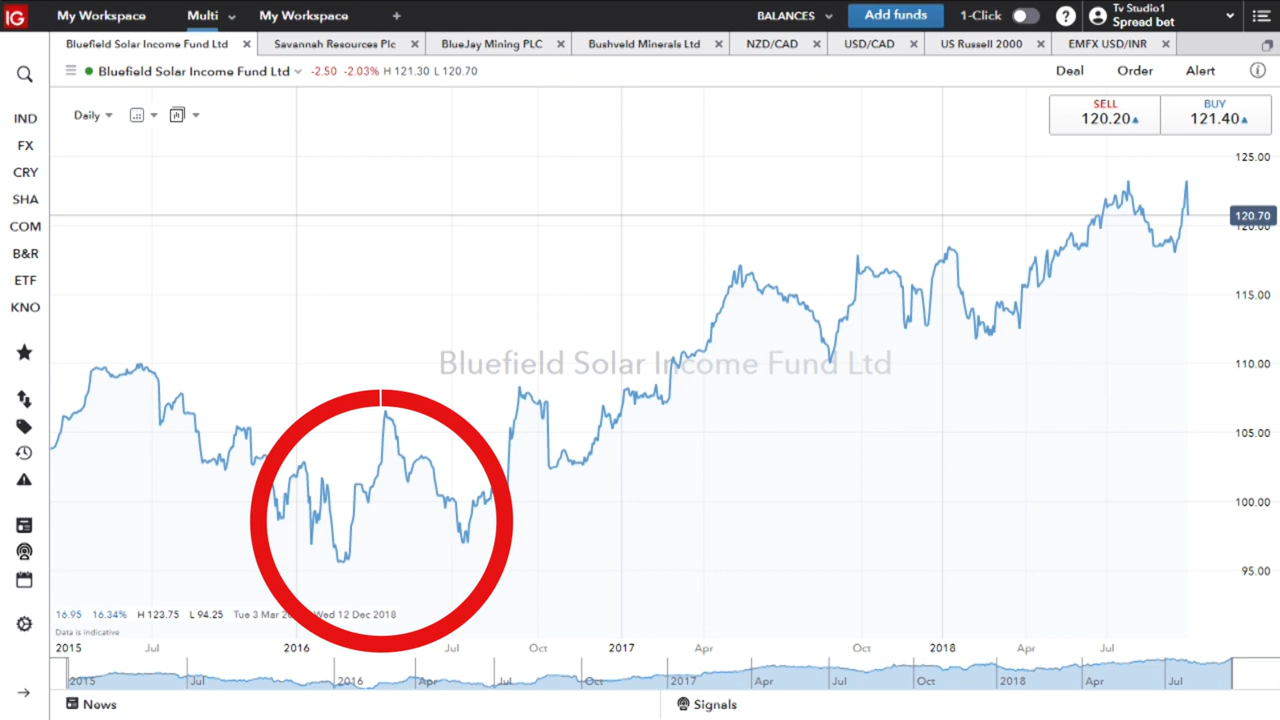 IG My Workspace Multi My Workspace + BALANCES Add funds 1-Click ? Tv Studio1
Spread bet
Bluefield Solar Income Fund Ltd × Savannah Resources Plc × BlueJay Mining PLC × Bushveld Minerals Ltd × NZD/CAD × USD/CAD × US Russell 2000 × EMFX USD/INR ×
Bluefield Solar Income Fund Ltd -2.50 -2.03% H 121.30 L 120.70 Deal Order Alert
Daily
SELL BUY
120.20 121.40
IND
FX
CRY
SHA
COM
B&R
ETF
KNO
125.00
120.70
120.00
115.00
110.00
105.00
100.00
95.00
Bluefield Solar Income Fund Ltd
16.95 16.34% H 123.75 L 94.25 Tue 3 Mar Wed 12 Dec 2018
Data is indicative
2015 Jul 2016 Jul Oct 2017 Apr Oct 2018 Apr Jul
2015 Jul 2016 Apr Jul Oct 2017 Apr Jul Oct 2018 Apr Jul
News Signals